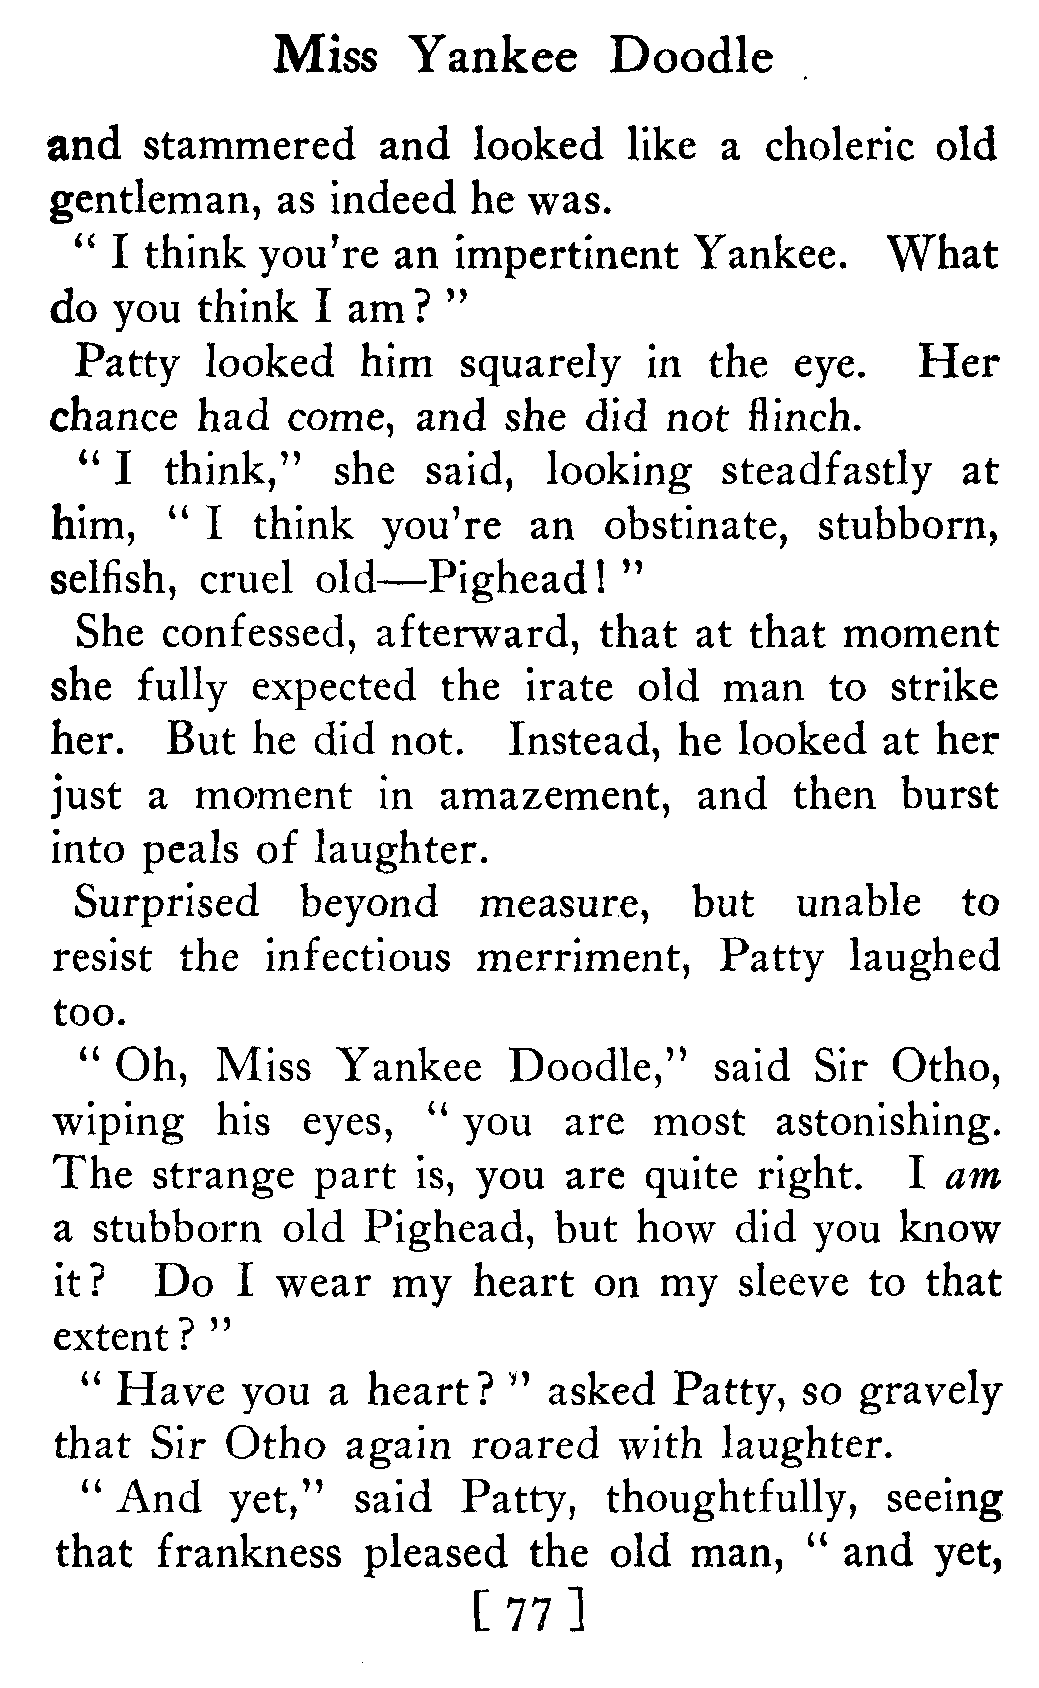 Miss Yankee Doodle
and stammered and looked like a choleric old
gentleman, as indeed he was.
“ I think you’re an impertinent Yankee. What
do you think I am? ”
Patty looked him squarely in the eye. Her
chance had come, and she did not flinch.
“ I think,” she said, looking steadfastly at
him, “ I think you’re an obstinate, stubborn,
selfish, cruel old—Pighead! ”
She confessed, afterward, that at that moment
she fully expected the irate old man to strike
her. But he did not. Instead, he looked at her
just a moment in amazement, and then burst
into peals of laughter.
Surprised beyond measure, but unable to
resist the infectious merriment, Patty laughed
too.
“ Oh, Miss Yankee Doodle,” said Sir Otho,
wiping his eyes, “ you are most astonishing.
The strange part is, you are quite right. I am
a stubborn old Pighead, but how did you know
it? Do I wear my heart on my sleeve to that
extent? ”
“ Have you a heart? ” asked Patty, so gravely
that Sir Otho again roared with laughter.
“ And yet,” said Patty, thoughtfully, seeing
that frankness pleased the old man, “ and yet,
[ 77 ]